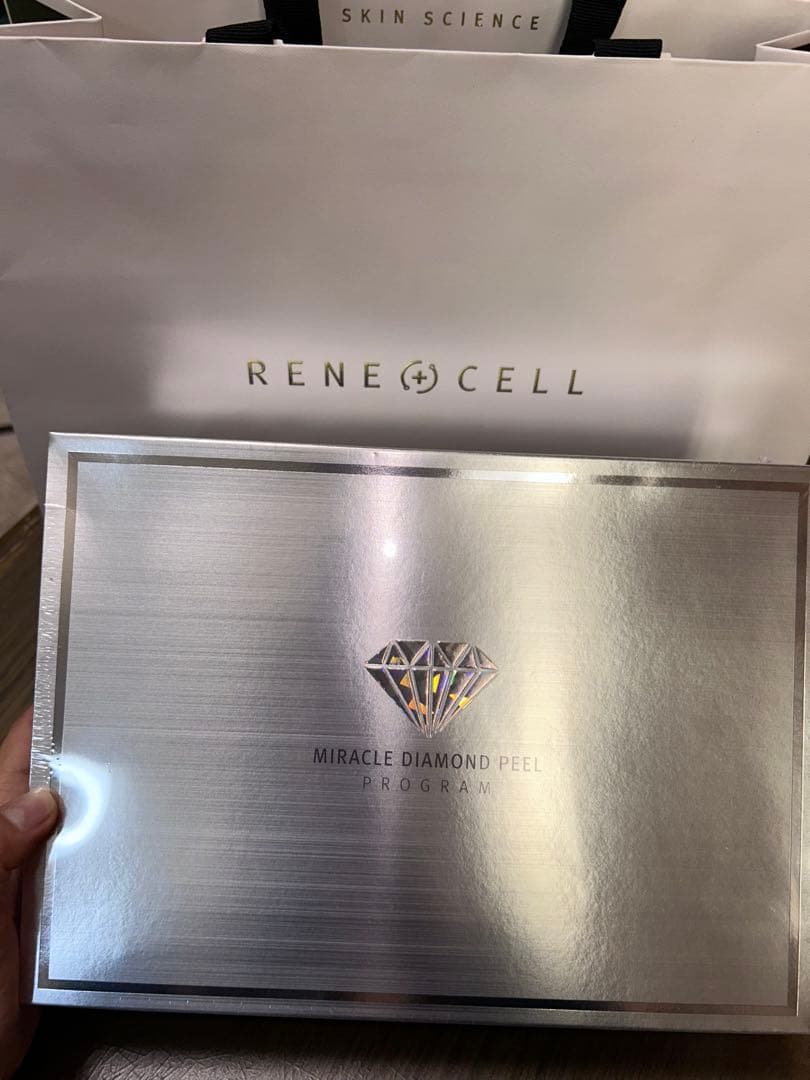 SKIN SCIENCE
RENE CELL
MIRACLE DIAMOND PEEL
PROGRAM